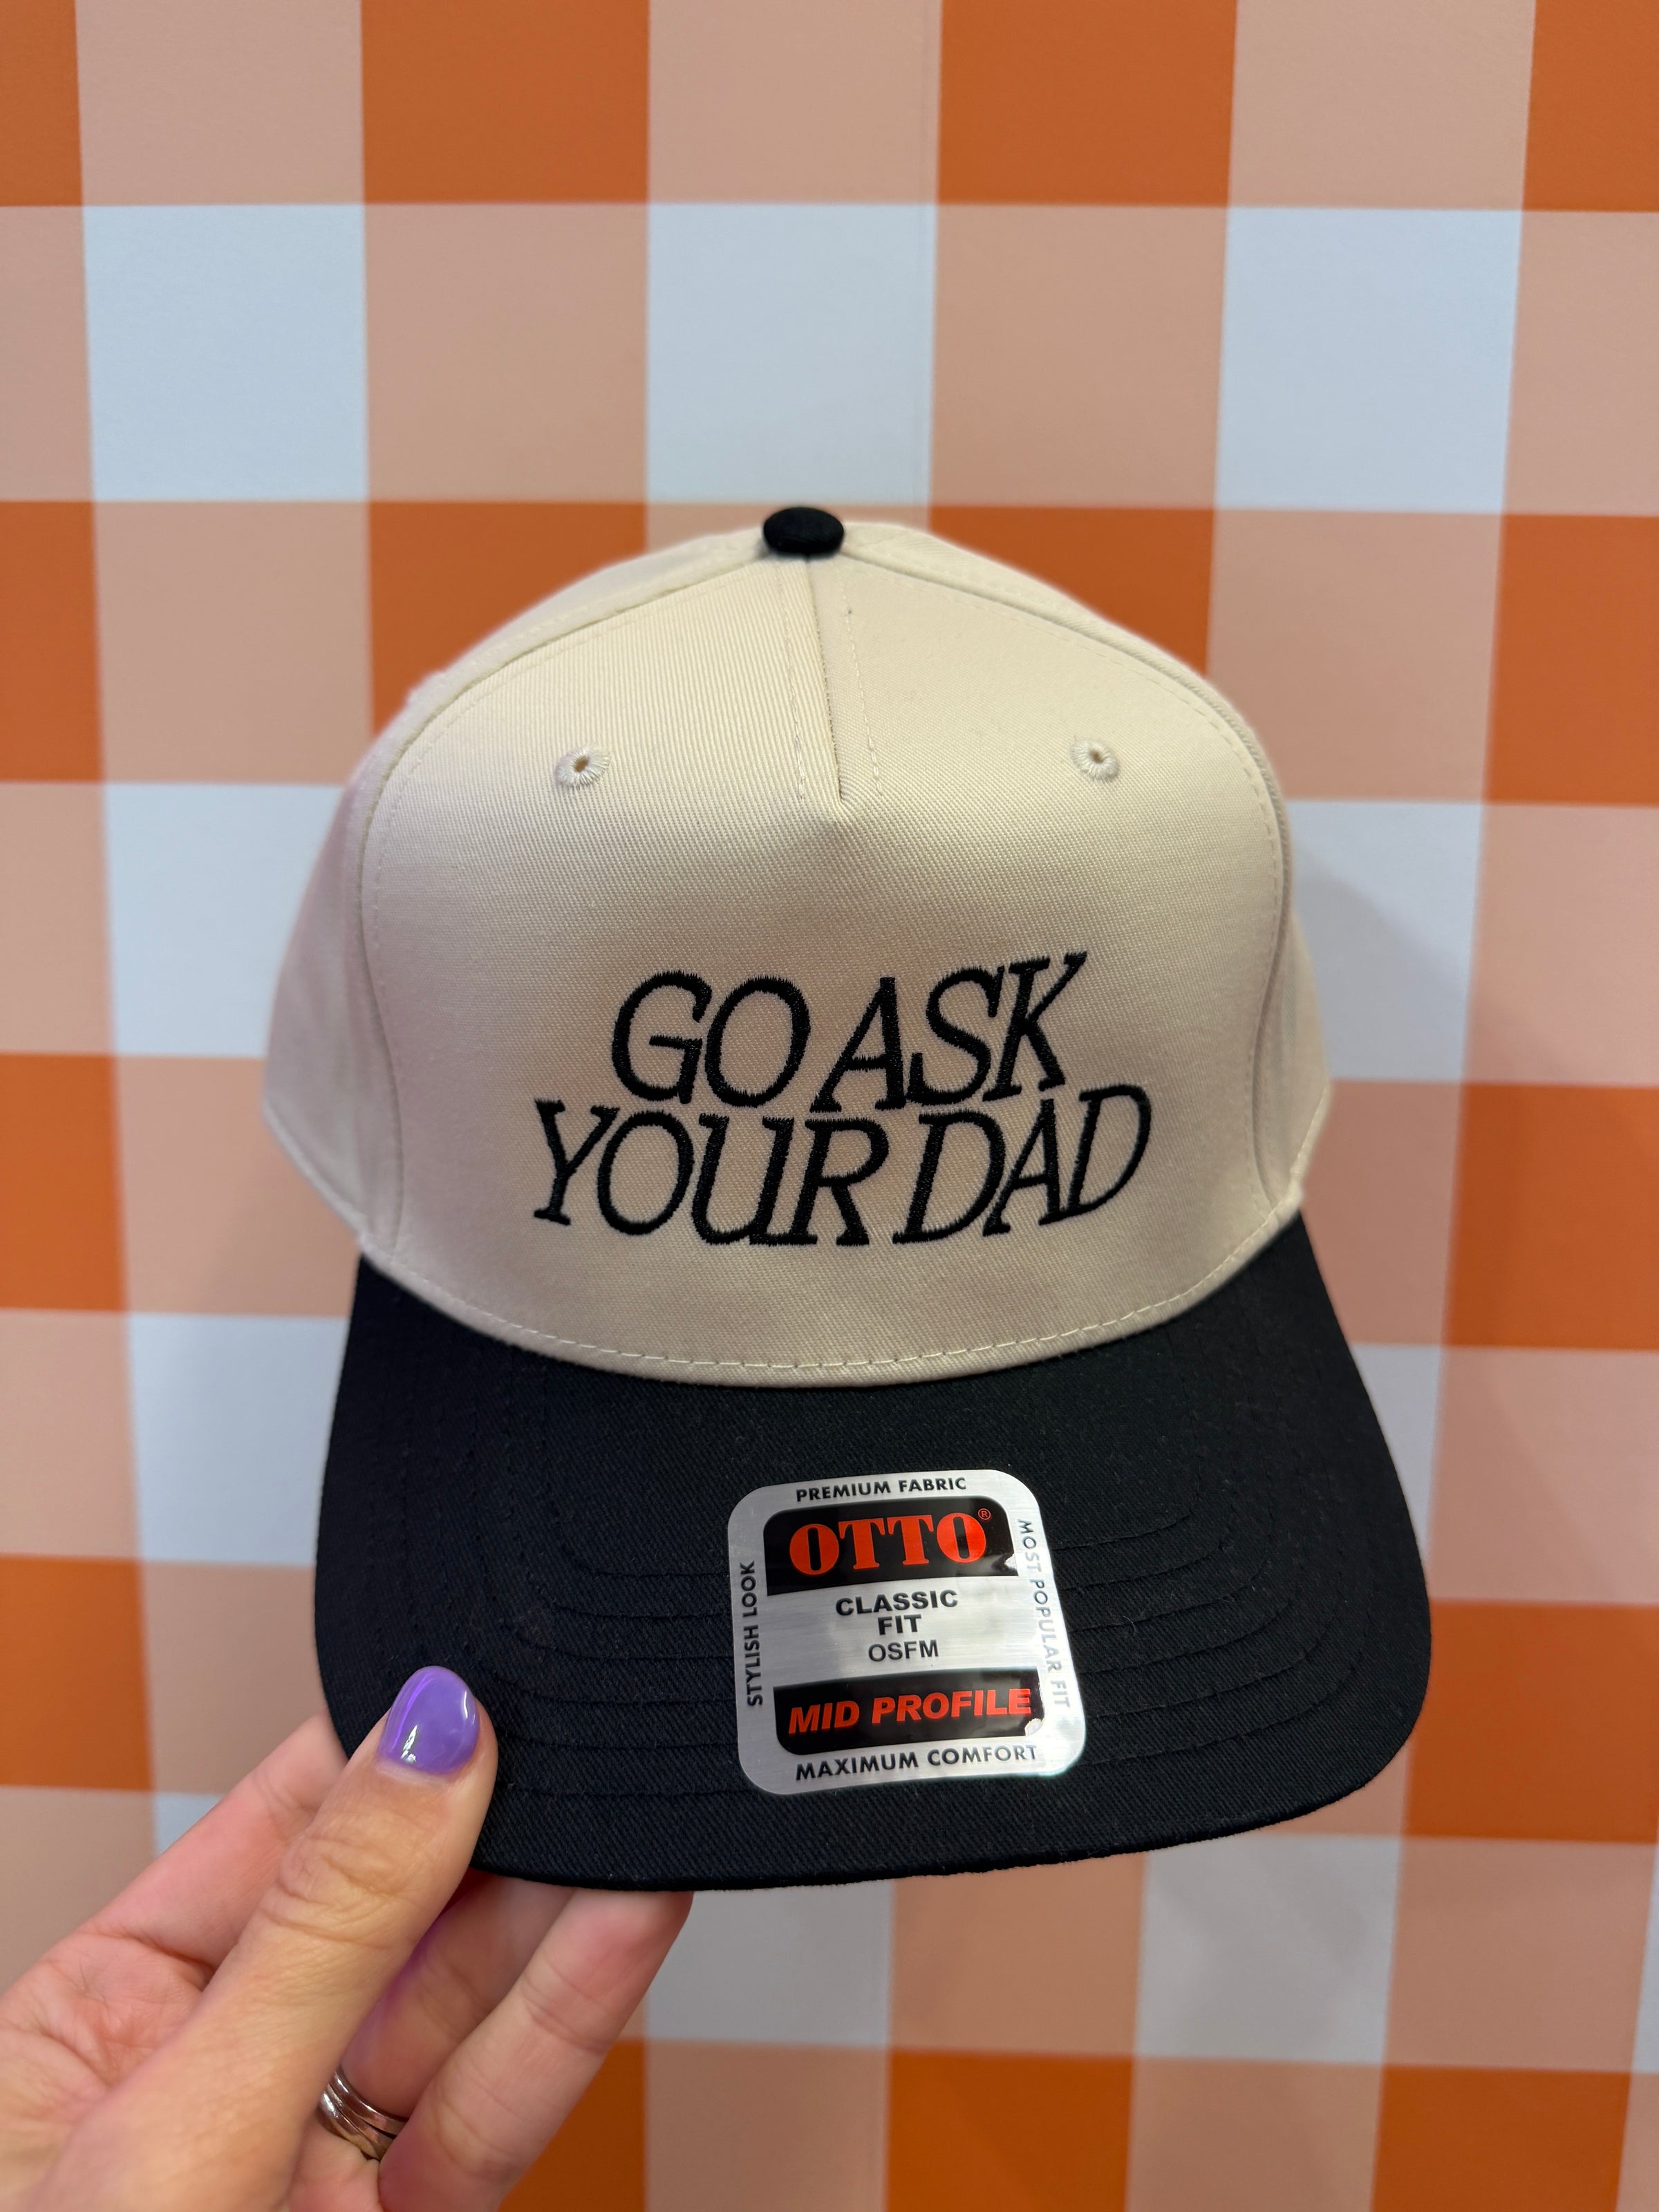 GO ASK
YOUR DAD
PREMIUM FABRIC
OTTO®
STYLISH LOOK
MOST POPULAR FIT
CLASSIC
FIT
OSFM
MID PROFILE
MAXIMUM COMFORT